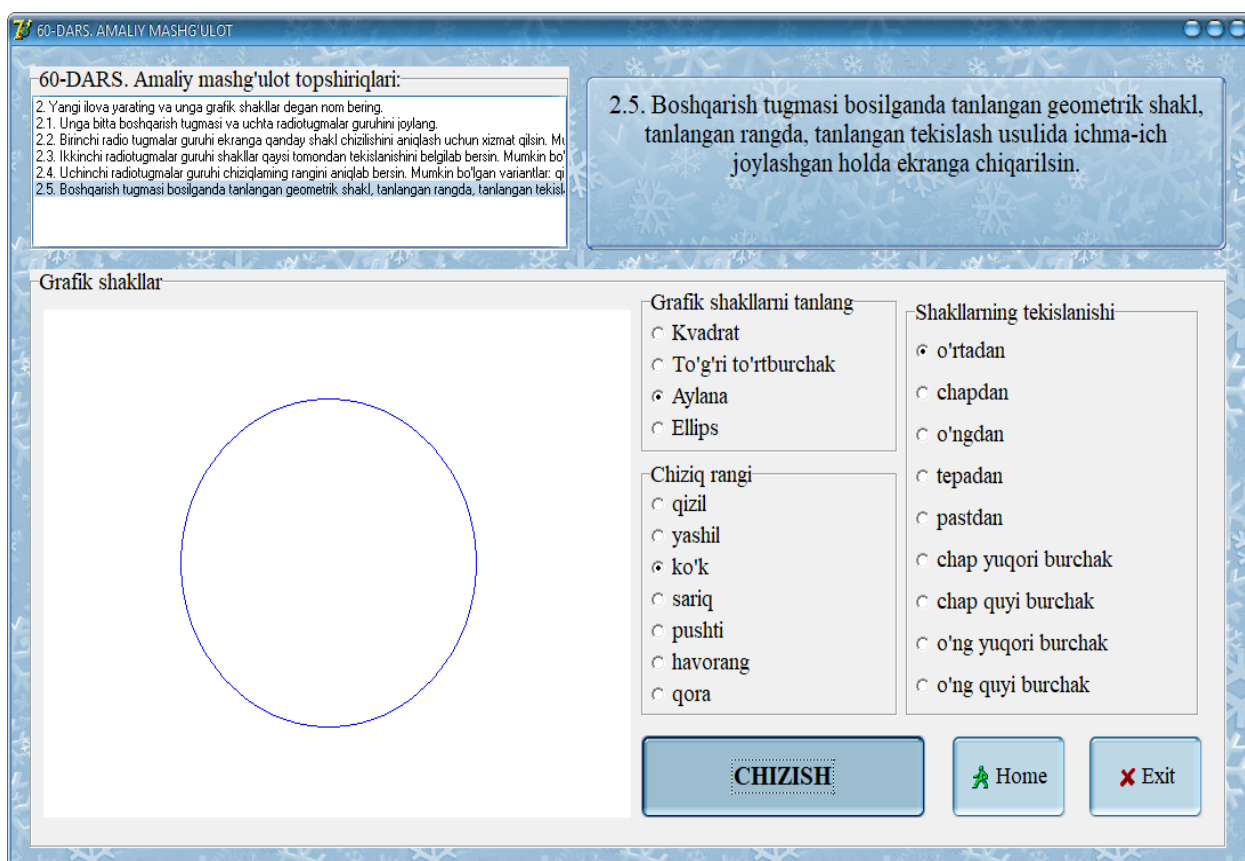 60-DARS. AMALIY MASHG'ULOT
60-DARS. Amaliy mashg'ulot topshiriqlari:
2. Yangi ilova yarating va unga grafik shakllar degan nom bering.
2.1. Unga bitta boshqarish tugmasi va uchta radiotugmalar guruhini joylang.
2.2. Birinchi radio tugmalar guruhi ekranga qanday shakl chizilishini aniqlash uchun xizmat qilsin. Mu
2.3. Ikkinchi radiotugmalar guruhi shakllar qaysi tomondan tekislanishini belgilab bersin. Mumkin bo'
2.4. Uchinchi radiotugmalar guruhi chiziqlarning rangini aniqlab bersin. Mumkin bo'lgan variantlar: qi
2.5. Boshqarish tugmasi bosilganda tanlangan geometrik shakl, tanlangan rangda, tanlangan tekisl
2.5. Boshqarish tugmasi bosilganda tanlangan geometrik shakl,
tanlangan rangda, tanlangan tekislash usulida ichma-ich
joylashgan holda ekranga chiqarilsin.
Grafik shakllar
Grafik shakllarni tanlang
Kvadrat
To'g'ri to'rtburchak
Aylana
Ellips
Chiziq rangi
qizil
yashil
ko'k
sariq
pushti
havorang
qora
Shakllarning tekislanishi
o'rtadan
chapdan
o'ngdan
tepadan
pastdan
chap yuqori burchak
chap quyi burchak
o'ng yuqori burchak
o'ng quyi burchak
CHIZISH
Home
Exit